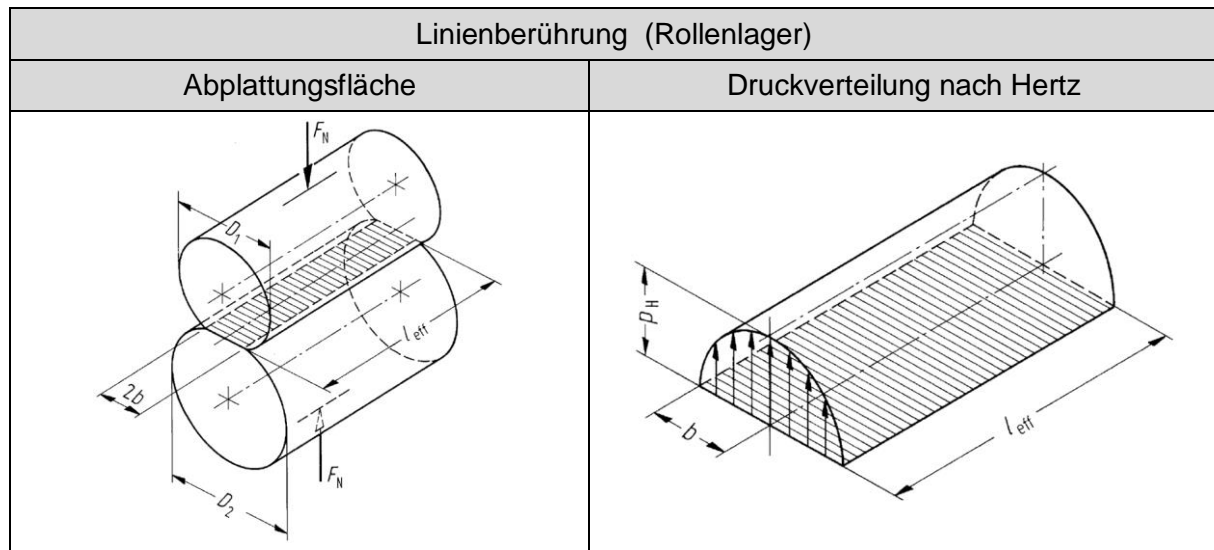 Linienberührung (Rollenlager)
Abplattungsfläche
Druckverteilung nach Hertz
F_N
D_1
l_eff
2b
F_N
D_2
p_H
b
l_eff